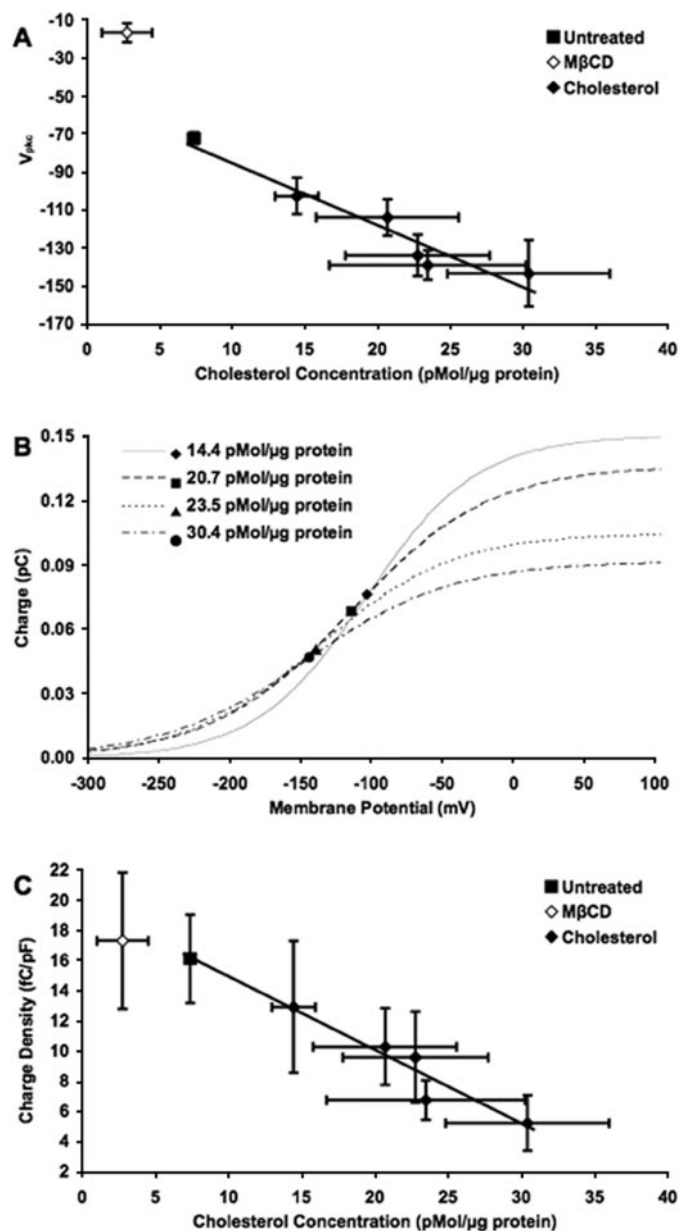 A
-10
-30
-50
-70
-90
-110
-130
-150
-170
V_pkc
■ Untreated
◇ MβCD
◆ Cholesterol
0 5 10 15 20 25 30 35 40
Cholesterol Concentration (pMol/µg protein)
B
0.15
0.12
0.09
0.06
0.03
0.00
Charge (pC)
14.4 pMol/µg protein
20.7 pMol/µg protein
23.5 pMol/µg protein
30.4 pMol/µg protein
-300 -250 -200 -150 -100 -50 0 50 100
Membrane Potential (mV)
C
22
20
18
16
14
12
10
8
6
4
2
Charge Density (fC/pF)
■ Untreated
◇ MβCD
◆ Cholesterol
0 5 10 15 20 25 30 35 40
Cholesterol Concentration (pMol/µg protein)